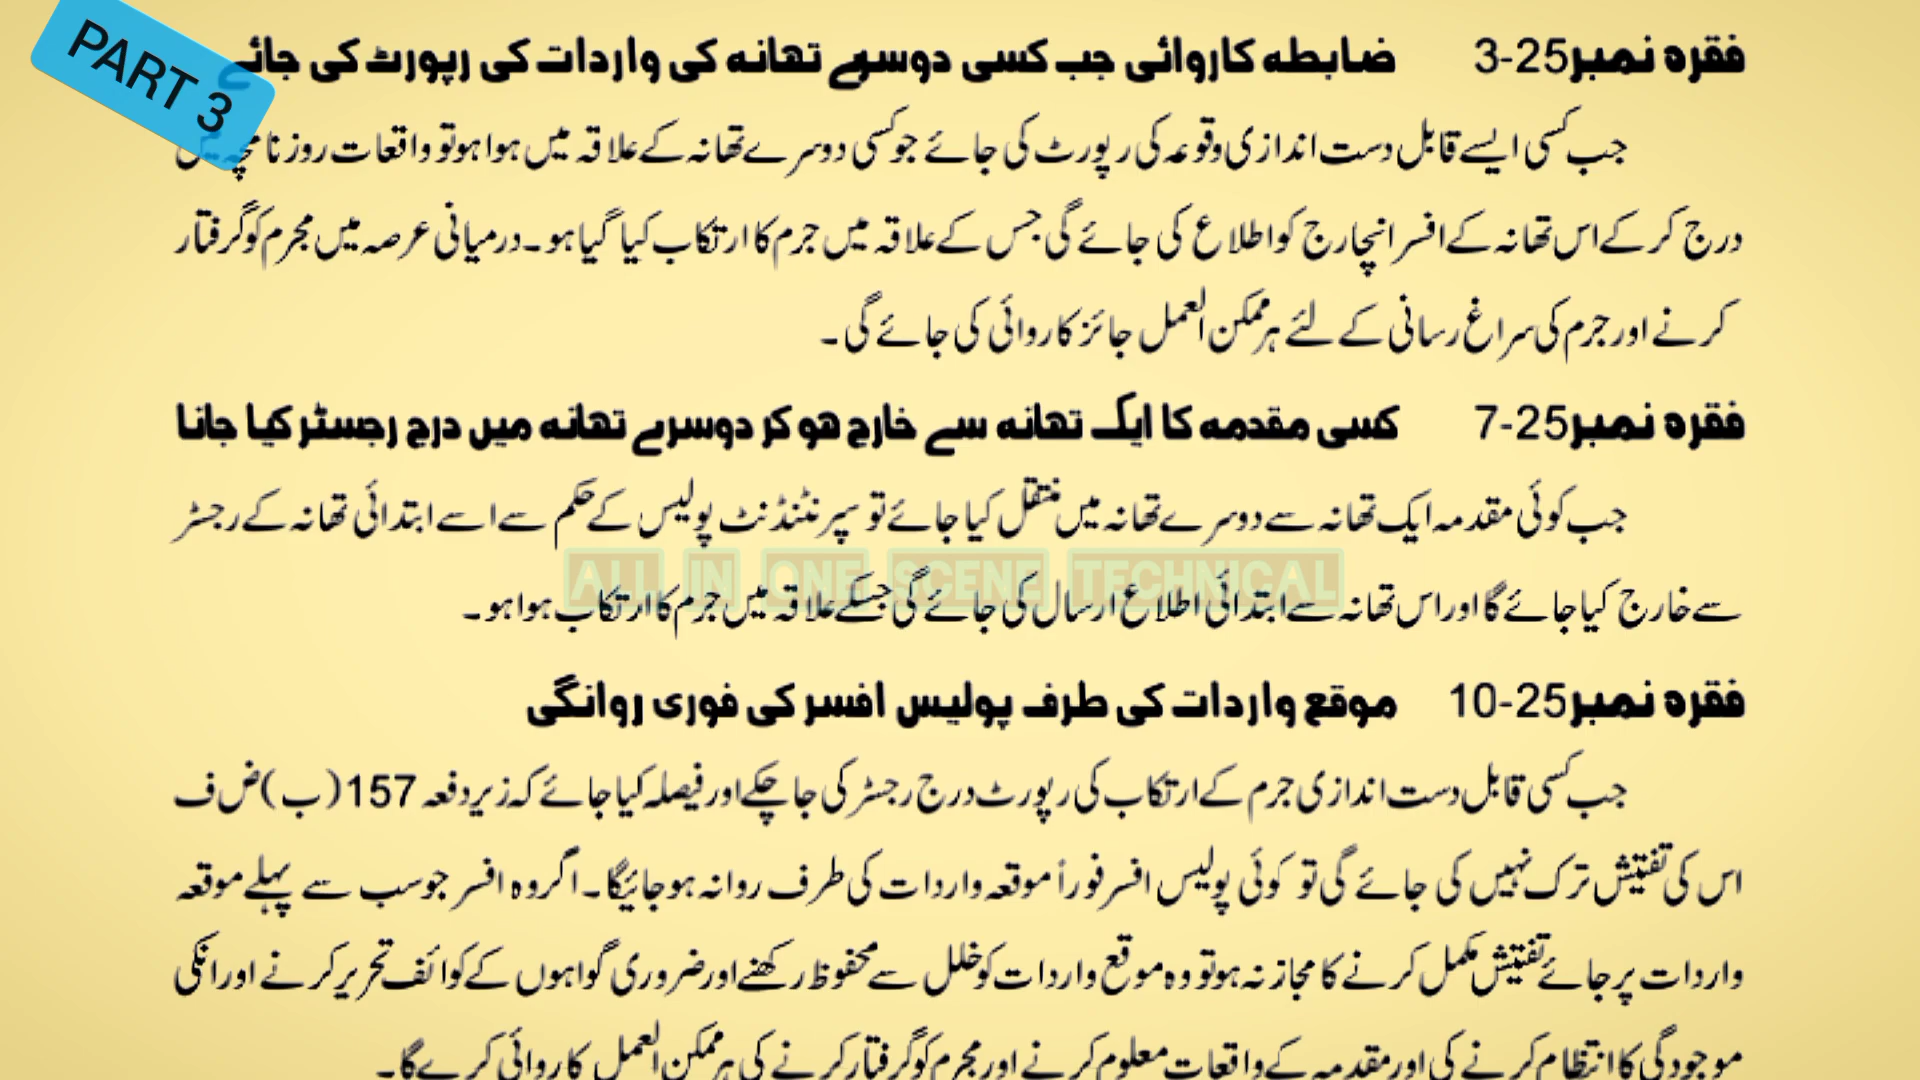 PART 3
فقرہ نمبر25-3 ضابطہ کاروائی جب کسی دوسرے تھانہ کی واردات کی رپورٹ کی جائے
جب کسی ایسے قابل دست اندازی وقوعہ کی رپورٹ کی جائے جو کسی دوسرے تھانہ کے علاقہ میں ہوا ہو تو واقعات روزنامچہ میں
درج کر کے اس تھانہ کے افسر انچارج کو اطلاع کی جائے گی جس کے علاقہ میں جرم کا ارتکاب کیا گیا ہو۔ درمیانی عرصہ میں مجرم کو گرفتار
کرنے اور جرم کی سراغ رسانی کے لئے ہر ممکن العمل جائز کاروائی کی جائے گی۔
فقرہ نمبر25-7 کسی مقدمہ کا ایک تھانہ سے خارج ھو کر دوسرے تھانہ میں درج رجسٹر کیا جانا
جب کوئی مقدمہ ایک تھانہ سے دوسرے تھانہ میں منتقل کیا جائے تو سپرنٹنڈنٹ پولیس کے حکم سے اسے ابتدائی تھانہ کے رجسٹر
ALL IN ONE SCENE TECHNICAL
سے خارج کیا جائے گا اور اس تھانہ سے ابتدائی اطلاع ارسال کی جائے گی جسکے علاقہ میں جرم کا ارتکاب ہوا ہو۔
فقرہ نمبر25-10 موقع واردات کی طرف پولیس افسر کی فوری روانگی
جب کسی قابل دست اندازی جرم کے ارتکاب کی رپورٹ درج رجسٹر کی جا چکے اور فیصلہ کیا جائے کہ زیر دفعہ 157(ب) ض ف
اس کی تفتیش ترک نہیں کی جائے گی تو کوئی پولیس افسر فوراً موقعہ واردات کی طرف روانہ ہو جائیگا۔ اگر وہ افسر جو سب سے پہلے موقعہ
واردات پر جائے تفتیش مکمل کرنے کا مجاز نہ ہو تو وہ موقع واردات کو خلل سے محفوظ رکھنے اور ضروری گواہوں کے کوائف تحریر کرنے اور انکی
موجودگی کا انتظام کرنے کی اور مقدمہ کے واقعات معلوم کرنے اور مجرم کو گرفتار کرنے کی ہر ممکن العمل کاروائی کرے گا۔